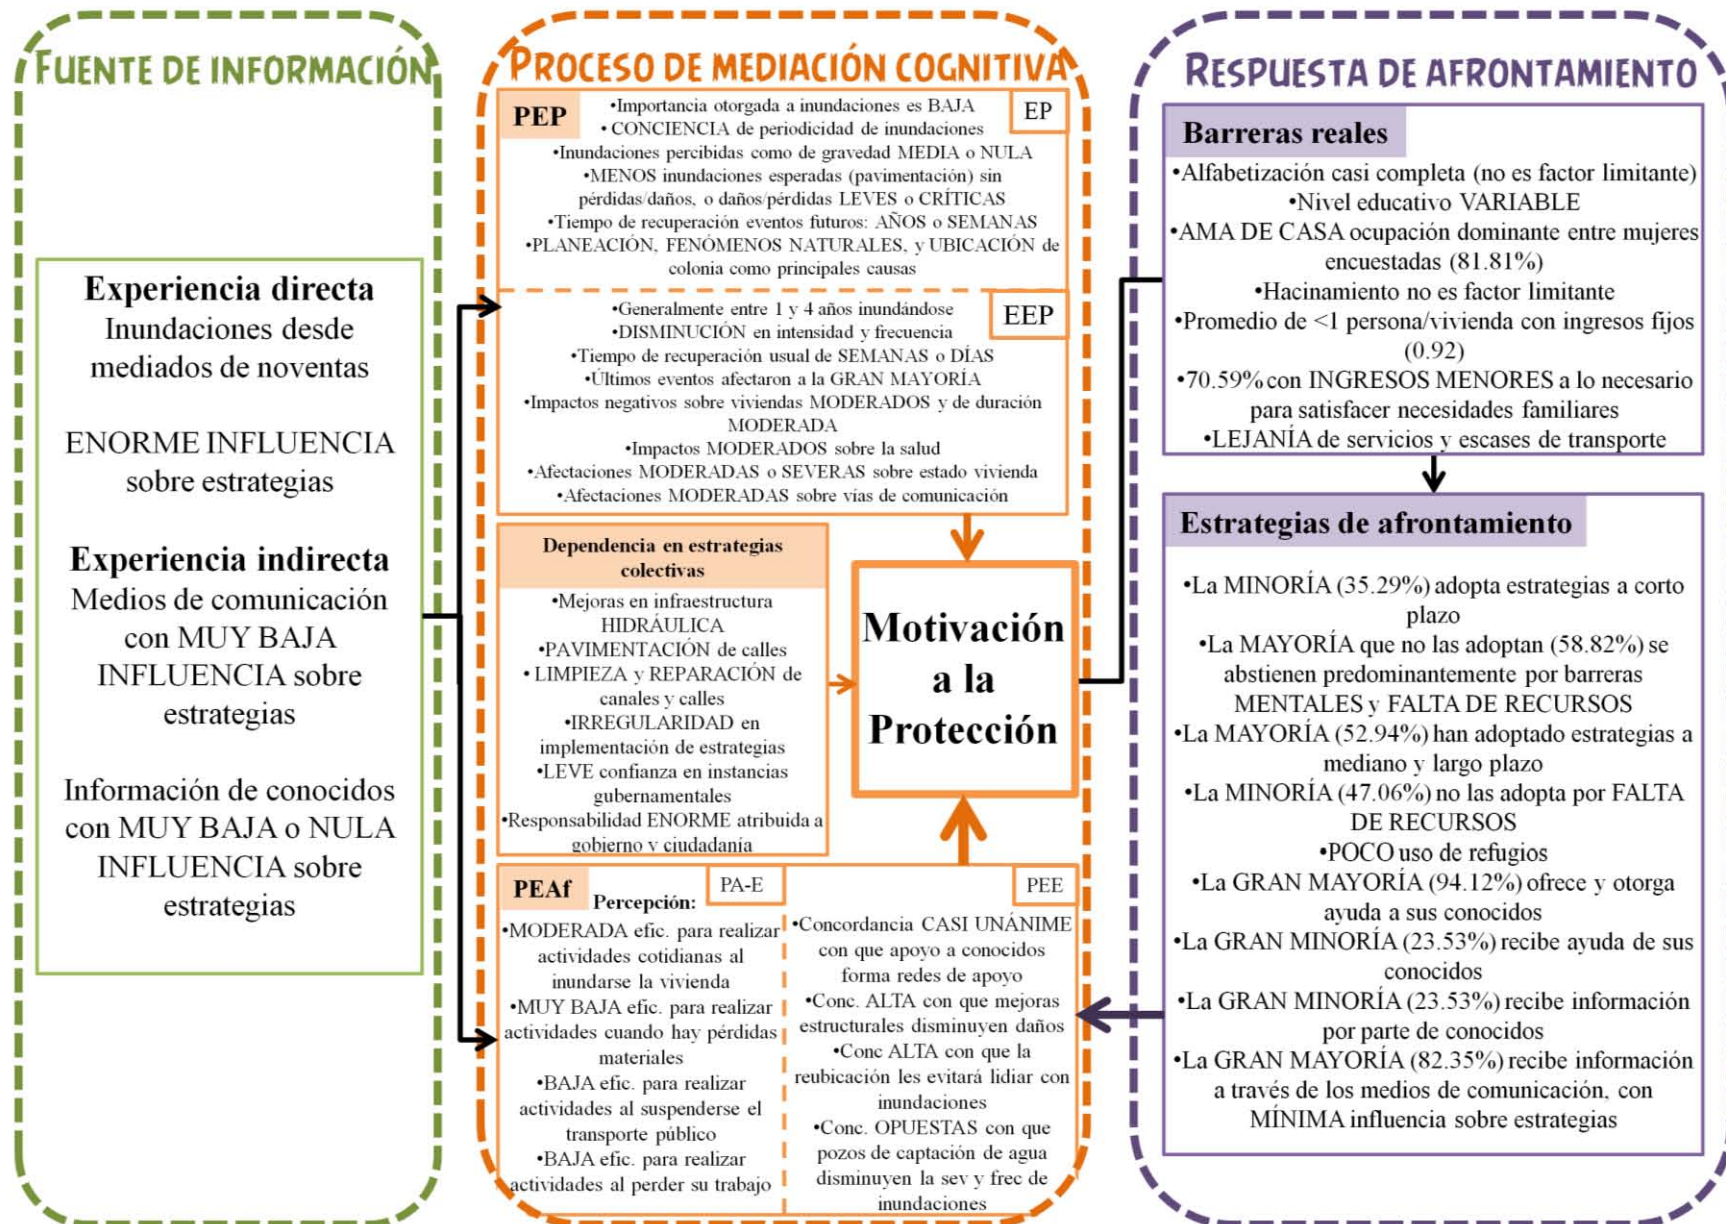 FUENTE DE INFORMACIÓN
Experiencia directa
Inundaciones desde
mediados de noventas
ENORME INFLUENCIA
sobre estrategias
Experiencia indirecta
Medios de comunicación
con MUY BAJA
INFLUENCIA sobre
estrategias
Información de conocidos
con MUY BAJA o NULA
INFLUENCIA sobre
estrategias
PROCESO DE MEDIACIÓN COGNITIVA
PEP
EP
•Importancia otorgada a inundaciones es BAJA
•CONCIENCIA de periodicidad de inundaciones
•Inundaciones percibidas como de gravedad MEDIA o NULA
•MENOS inundaciones esperadas (pavimentación) sin
pérdidas/daños, o daños/pérdidas LEVES o CRÍTICAS
•Tiempo de recuperación eventos futuros: AÑOS o SEMANAS
•PLANEACIÓN, FENÓMENOS NATURALES, y UBICACIÓN de
colonia como principales causas
EEP
•Generalmente entre 1 y 4 años inundándose
•DISMINUCIÓN en intensidad y frecuencia
•Tiempo de recuperación usual de SEMANAS o DÍAS
•Últimos eventos afectaron a la GRAN MAYORÍA
•Impactos negativos sobre viviendas MODERADOS y de duración
MODERADA
•Impactos MODERADOS sobre la salud
•Afectaciones MODERADAS o SEVERAS sobre estado vivienda
•Afectaciones MODERADAS sobre vías de comunicación
Dependencia en estrategias
colectivas
•Mejoras en infraestructura
HIDRÁULICA
•PAVIMENTACIÓN de calles
• LIMPIEZA y REPARACIÓN de
canales y calles
•IRREGULARIDAD en
implementación de estrategias
•LEVE confianza en instancias
gubernamentales
•Responsabilidad ENORME atribuida a
gobierno y ciudadanía
Motivación
a la
Protección
PEAf
PA-E
Percepción:
•MODERADA efic. para realizar
actividades cotidianas al
inundarse la vivienda
•MUY BAJA efic. para realizar
actividades cuando hay pérdidas
materiales
•BAJA efic. para realizar
actividades al suspenderse el
transporte público
•BAJA efic. para realizar
actividades al perder su trabajo
PEE
•Concordancia CASI UNÁNIME
con que apoyo a conocidos
forma redes de apoyo
•Conc. ALTA con que mejoras
estructurales disminuyen daños
•Conc ALTA con que la
reubicación les evitará lidiar con
inundaciones
•Conc. OPUESTAS con que
pozos de captación de agua
disminuyen la sev y frec de
inundaciones
RESPUESTA DE AFRONTAMIENTO
Barreras reales
•Alfabetización casi completa (no es factor limitante)
•Nivel educativo VARIABLE
•AMA DE CASA ocupación dominante entre mujeres
encuestadas (81.81%)
•Hacinamiento no es factor limitante
•Promedio de <1 persona/vivienda con ingresos fijos
(0.92)
•70.59% con INGRESOS MENORES a lo necesario
para satisfacer necesidades familiares
•LEJANÍA de servicios y escases de transporte
Estrategias de afrontamiento
•La MINORÍA (35.29%) adopta estrategias a corto
plazo
•La MAYORÍA que no las adoptan (58.82%) se
abstienen predominantemente por barreras
MENTALES y FALTA DE RECURSOS
•La MAYORÍA (52.94%) han adoptado estrategias a
mediano y largo plazo
•La MINORÍA (47.06%) no las adopta por FALTA
DE RECURSOS
•POCO uso de refugios
•La GRAN MAYORÍA (94.12%) ofrece y otorga
ayuda a sus conocidos
•La GRAN MINORÍA (23.53%) recibe ayuda de sus
conocidos
•La GRAN MINORÍA (23.53%) recibe información
por parte de conocidos
•La GRAN MAYORÍA (82.35%) recibe información
a través de los medios de comunicación, con
MÍNIMA influencia sobre estrategias